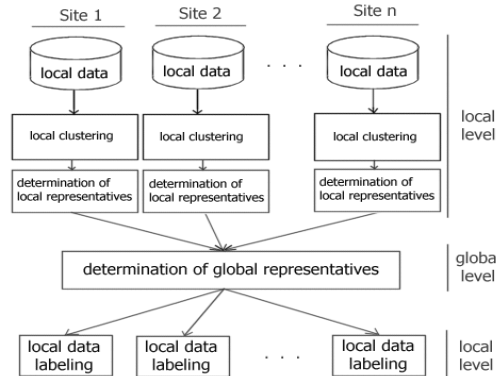 Site 1
Site 2
Site n
local data
local data
. . .
local data
local clustering
local clustering
local clustering
determination of
local representatives
determination of
local representatives
determination of
local representatives
local
level
determination of global representatives
global
level
local data
labeling
local data
labeling
. . .
local data
labeling
local
level